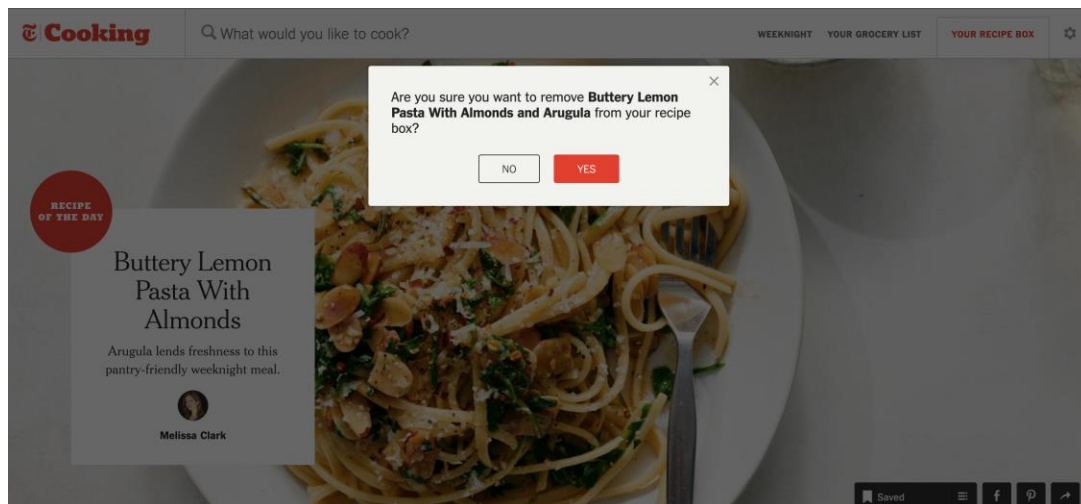 Cooking
What would you like to cook?
WEEKNIGHT
YOUR GROCERY LIST
YOUR RECIPE BOX
Are you sure you want to remove Buttery Lemon
Pasta With Almonds and Arugula from your recipe
box?
NO
YES
RECIPE
OF THE DAY
Buttery Lemon
Pasta With
Almonds
Arugula lends freshness to this
pantry-friendly weeknight meal.
Melissa Clark
Saved